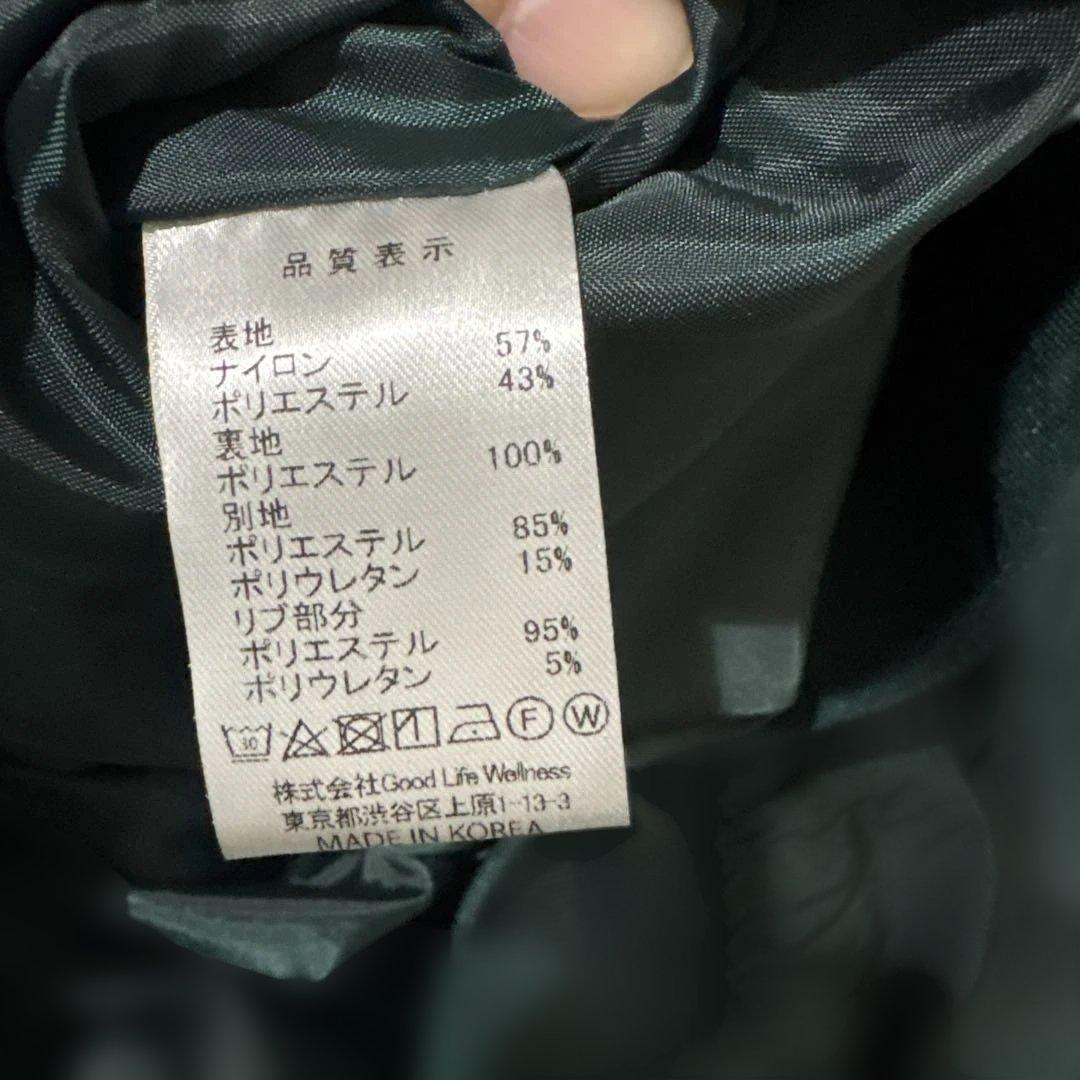 品質表示
表地
ナイロン 57%
ポリエステル 43%
裏地
ポリエステル 100%
別地
ポリエステル 85%
ポリウレタン 15%
リブ部分
ポリエステル 95%
ポリウレタン 5%
30 F W
株式会社Good Life Wellness
東京都渋谷区上原1-13-3
MADE IN KOREA